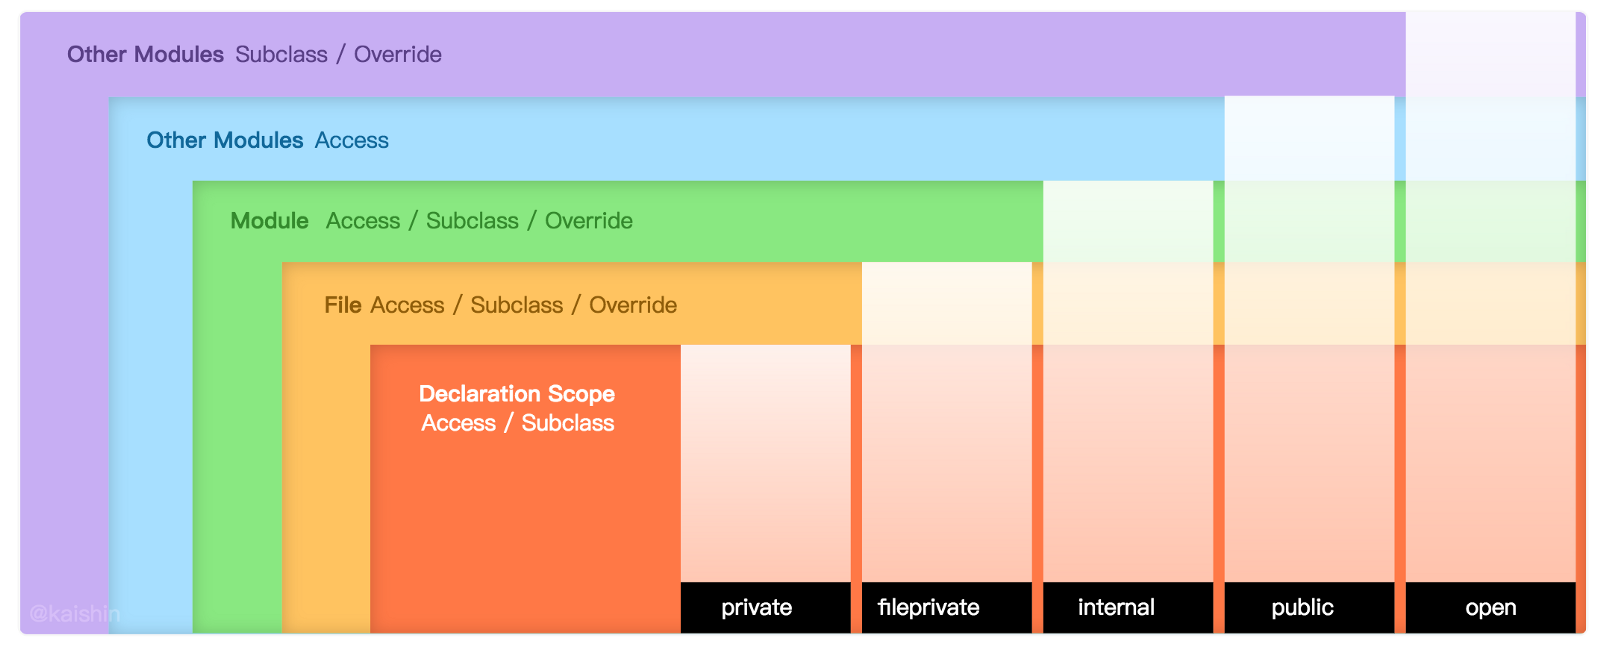 Other Modules Subclass / Override
Other Modules Access
Module Access / Subclass / Override
File Access / Subclass / Override
Declaration Scope
Access / Subclass
private fileprivate internal public open
@kaishin